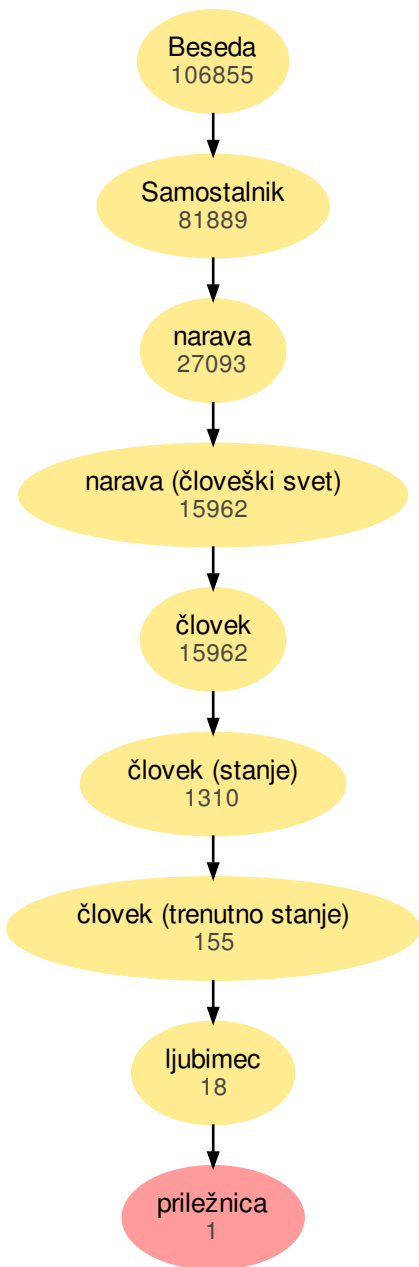 Beseda
106855
Samostalnik
81889
narava
27093
narava (človeški svet)
15962
človek
15962
človek (stanje)
1310
človek (trenutno stanje)
155
ljubimec
18
priležnica
1